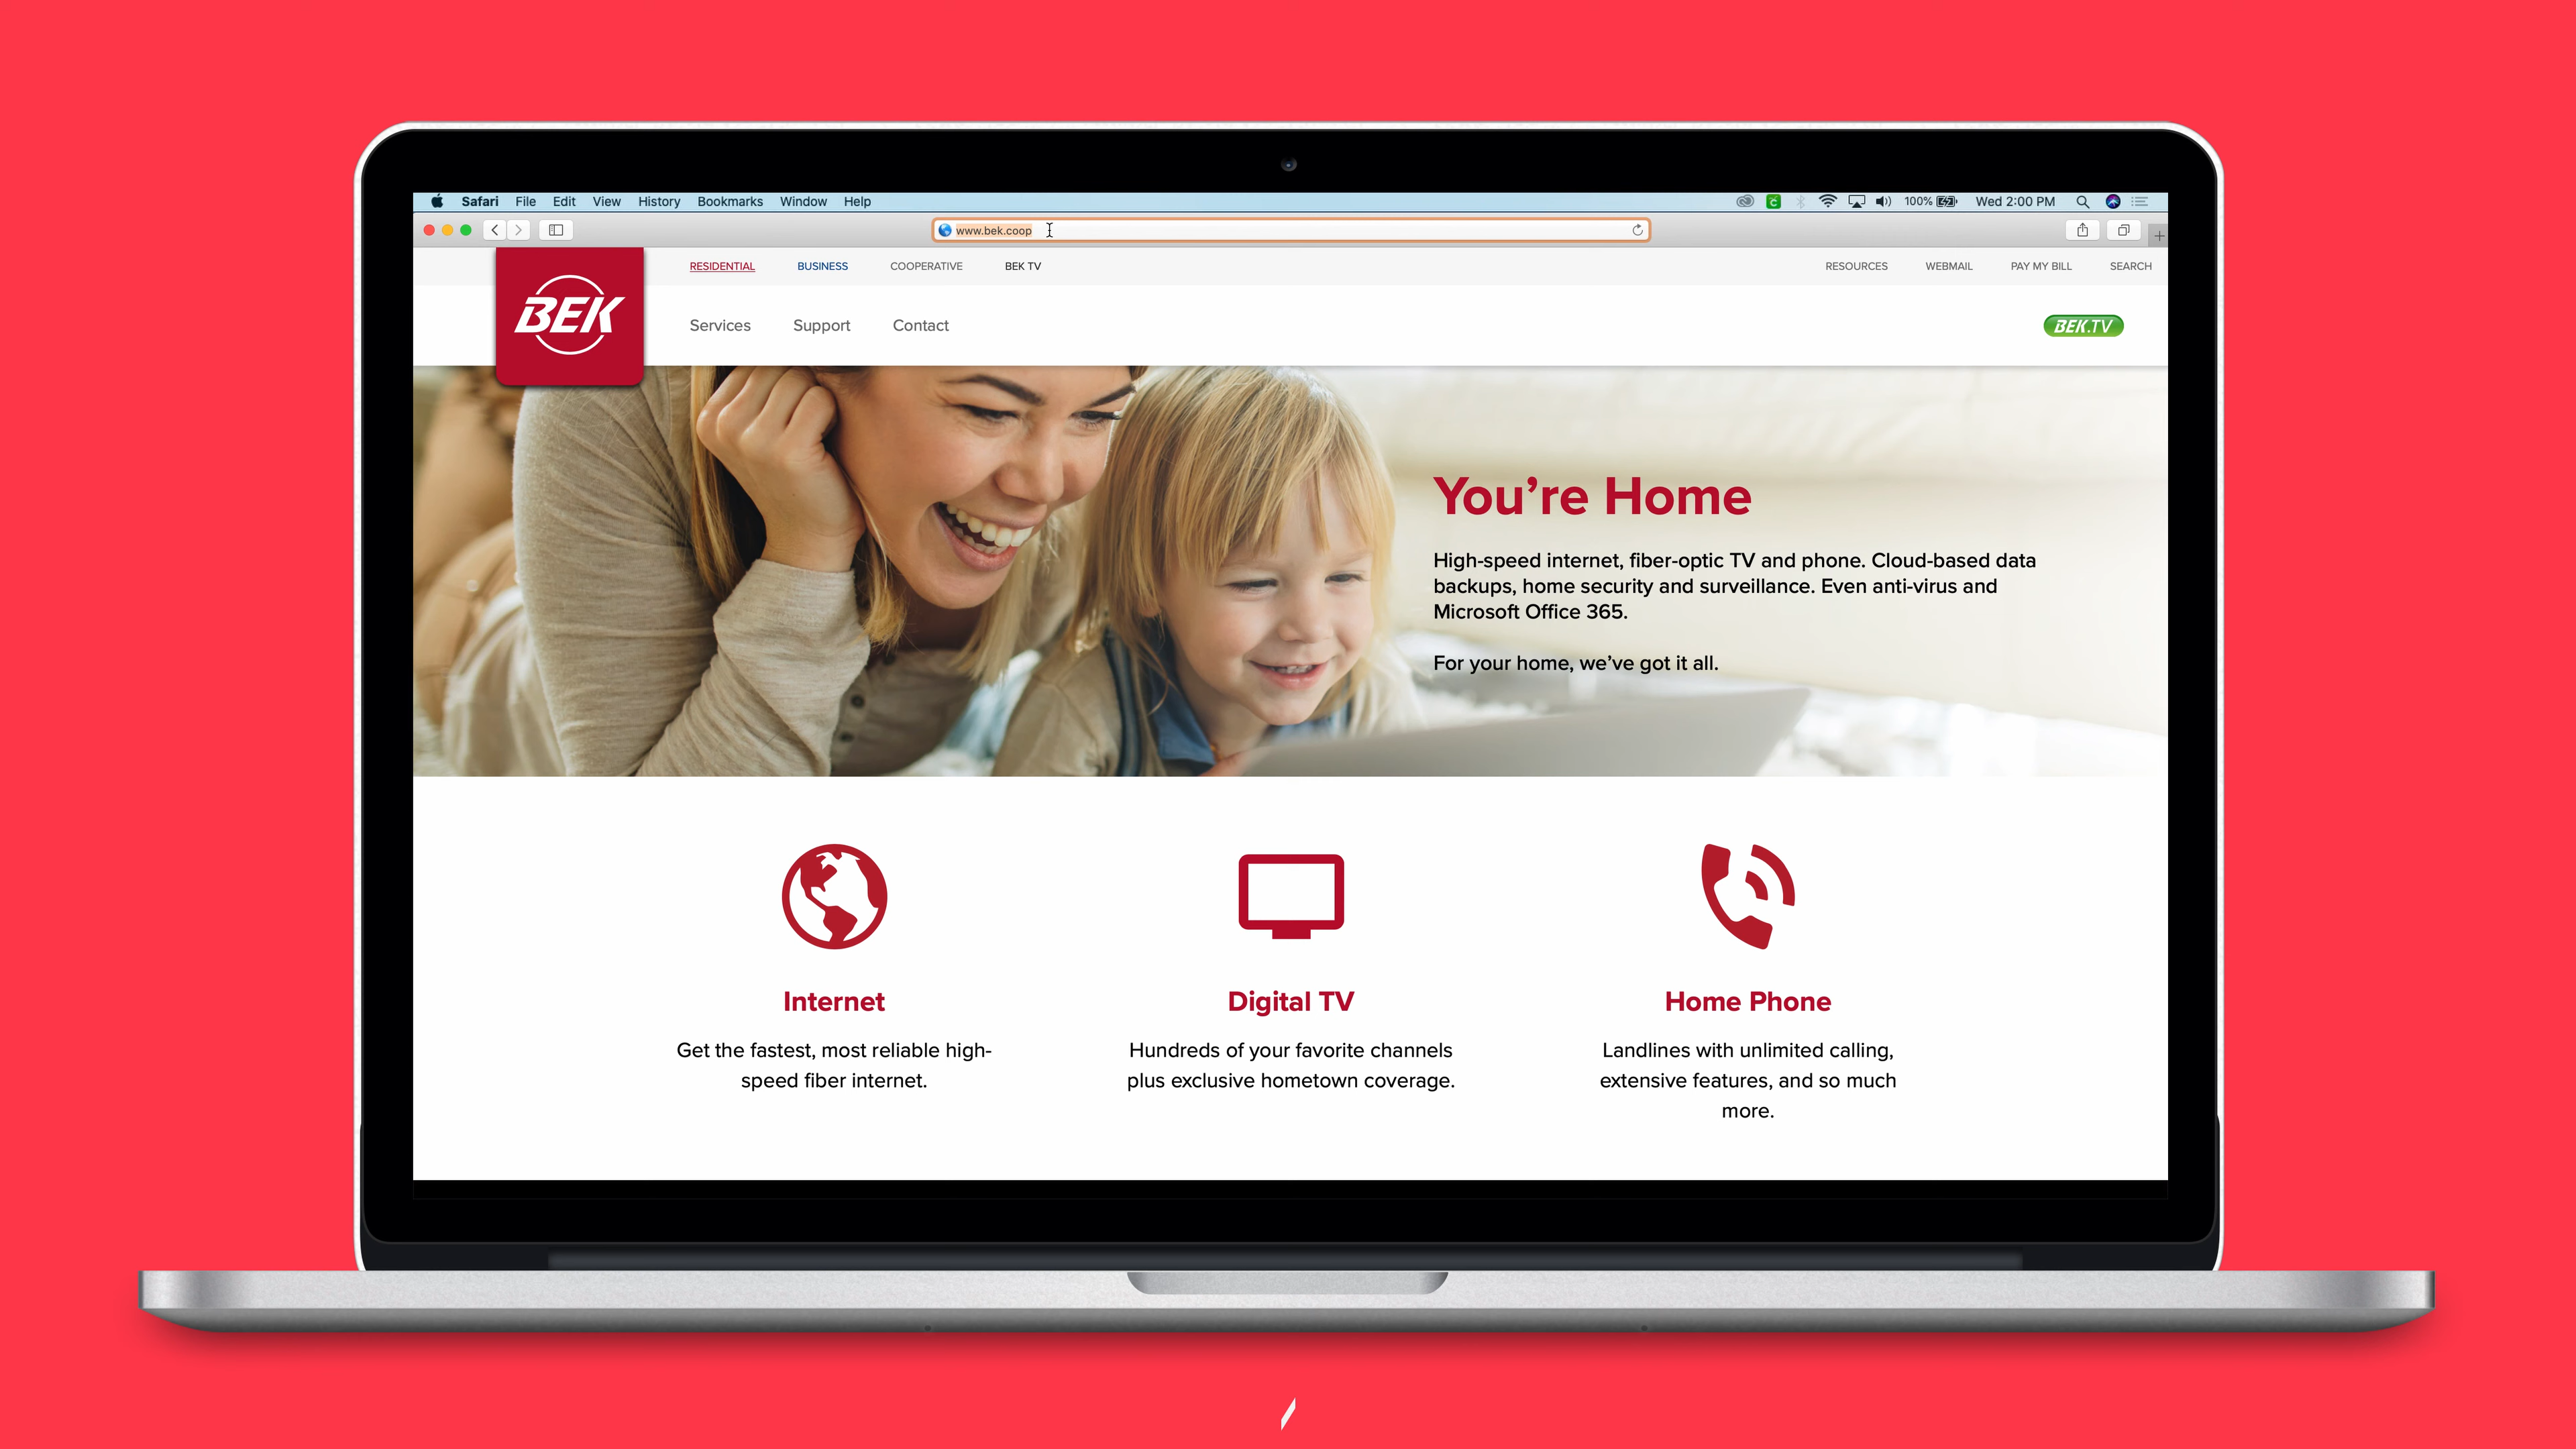 Safari File Edit View History Bookmarks Window Help 100% Wed 2:00 PM
www.bek.coop
RESIDENTIAL BUSINESS COOPERATIVE BEK TV RESOURCES WEBMAIL PAY MY BILL SEARCH
BEK
Services Support Contact
BEK.TV
You’re Home
High-speed internet, fiber-optic TV and phone. Cloud-based data
backups, home security and surveillance. Even anti-virus and
Microsoft Office 365.
For your home, we’ve got it all.
Internet
Get the fastest, most reliable high-
speed fiber internet.
Digital TV
Hundreds of your favorite channels
plus exclusive hometown coverage.
Home Phone
Landlines with unlimited calling,
extensive features, and so much
more.